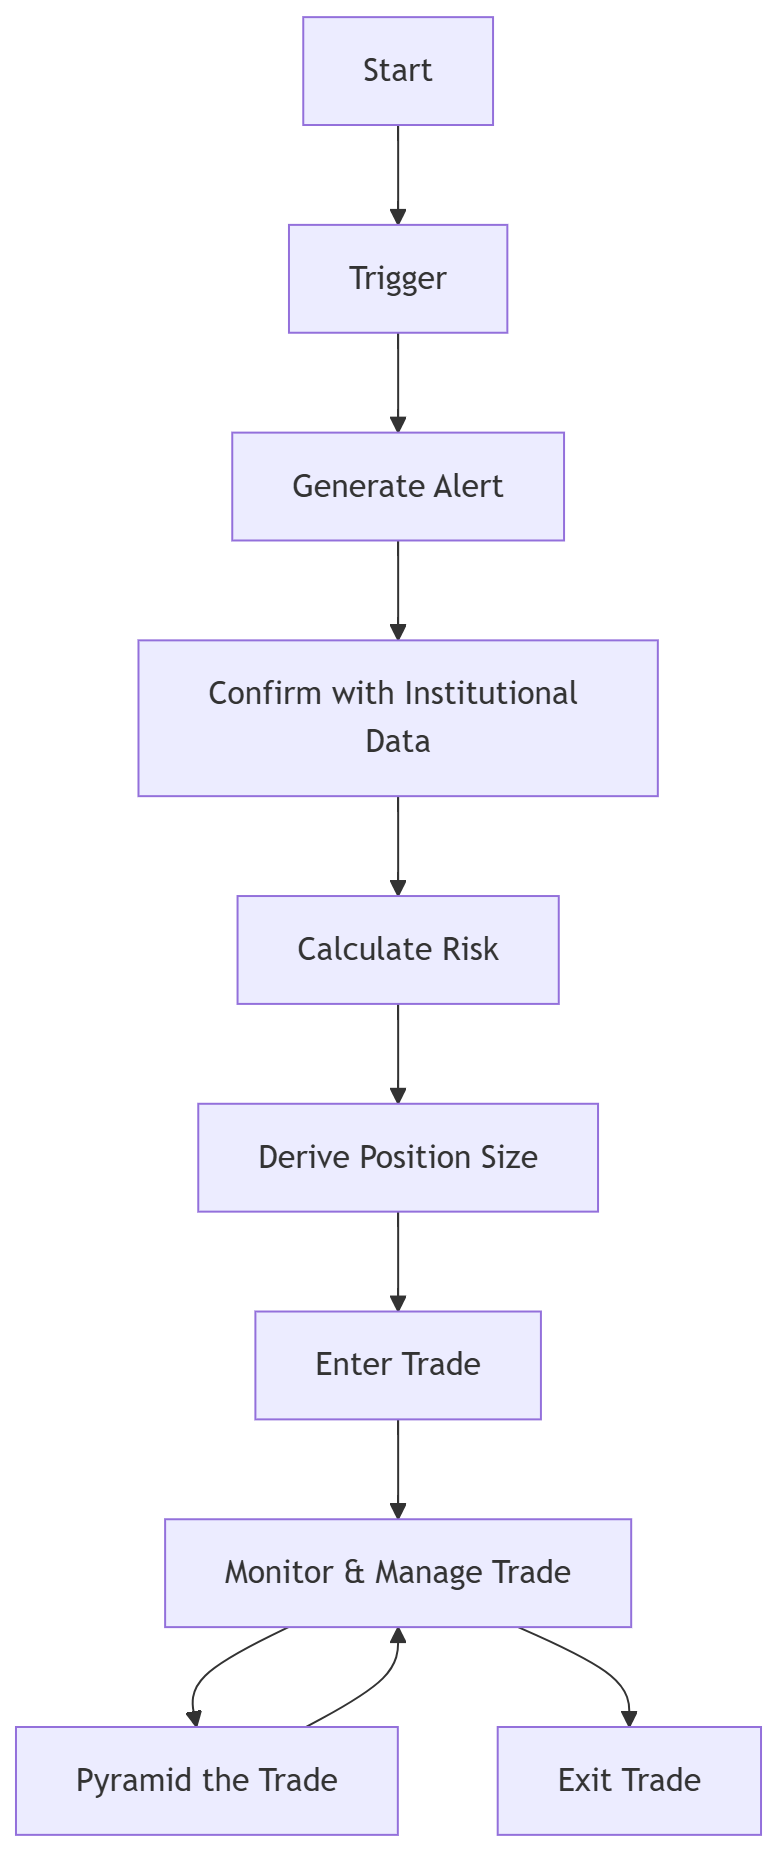 Start
Trigger
Generate Alert
Confirm with Institutional
Data
Calculate Risk
Derive Position Size
Enter Trade
Monitor & Manage Trade
Pyramid the Trade
Exit Trade